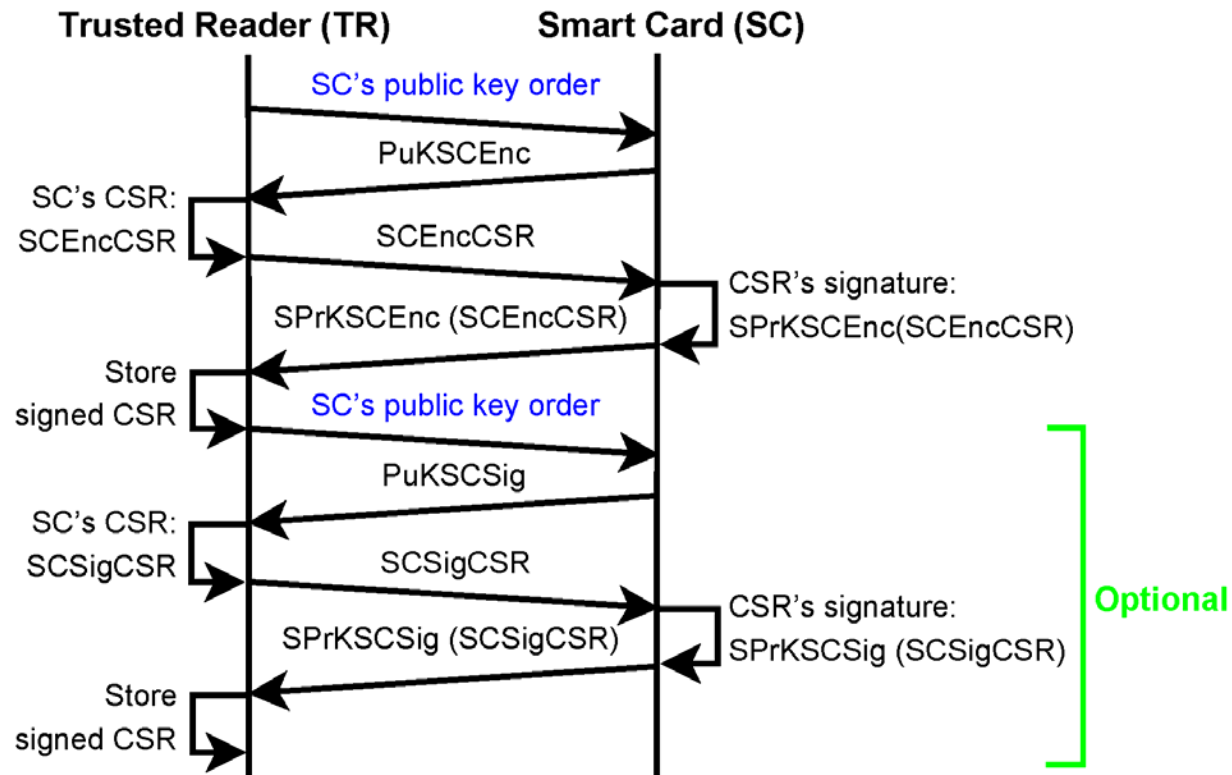 Trusted Reader (TR)
Smart Card (SC)
SC's public key order
PuKSCEnc
SC's CSR:
SCEncCSR
SCEncCSR
CSR's signature:
SPrKSCEnc(SCEncCSR)
SPrKSCEnc (SCEncCSR)
Store
signed CSR
SC's public key order
PuKSCSig
SC's CSR:
SCSigCSR
SCSigCSR
CSR's signature:
SPrKSCSig (SCSigCSR)
SPrKSCSig (SCSigCSR)
Optional
Store
signed CSR